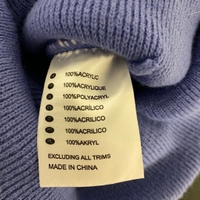 100%ACRYLIC
100%ACRYLIQUE
100%POLYACRYL
100%ACRÍLICO
100%ACRILICO
100%ACRILICO
100%AKRYL
EXCLUDING ALL TRIMS
MADE IN CHINA